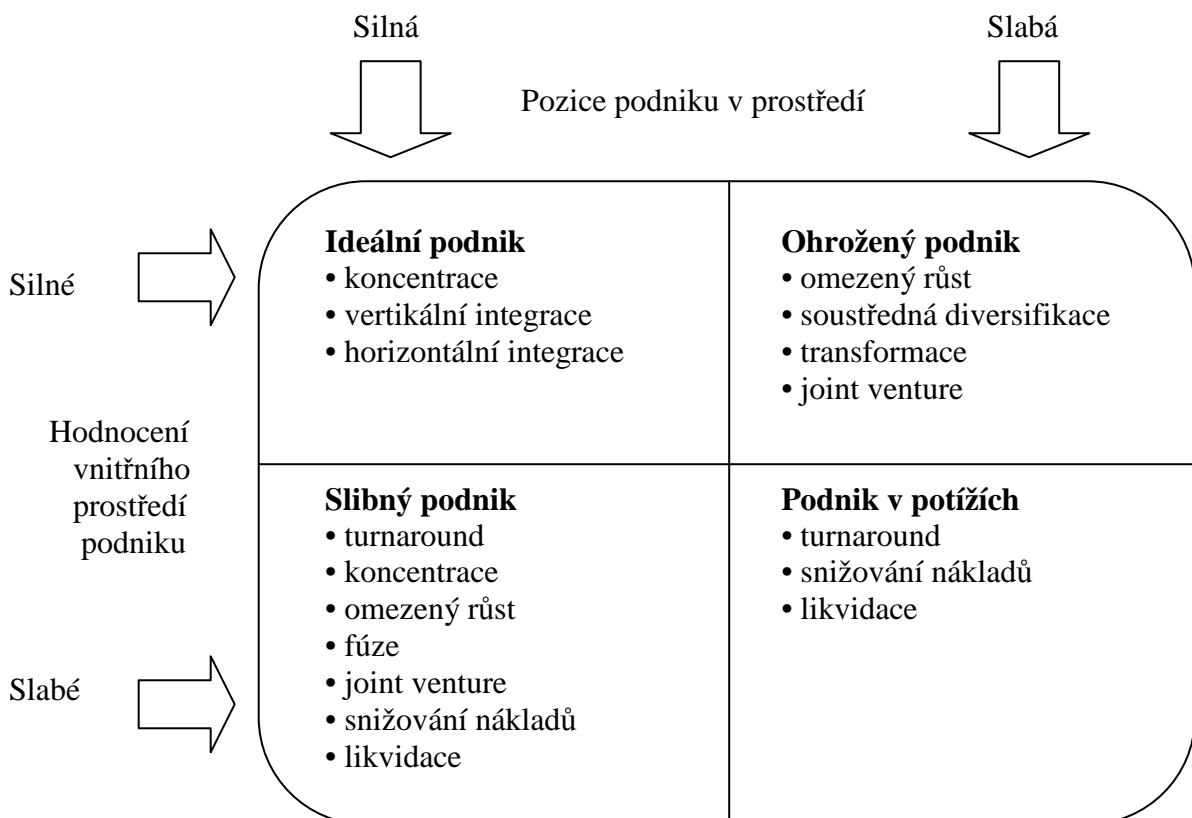 Silná
Slabá
Pozice podniku v prostředí
Silné
Ideální podnik
• koncentrace
• vertikální integrace
• horizontální integrace
Ohrožený podnik
• omezený růst
• soustředná diversifikace
• transformace
• joint venture
Hodnocení
vnitřního
prostředí
podniku
Slabé
Slibný podnik
• turnaround
• koncentrace
• omezený růst
• fúze
• joint venture
• snižování nákladů
• likvidace
Podnik v potížích
• turnaround
• snižování nákladů
• likvidace